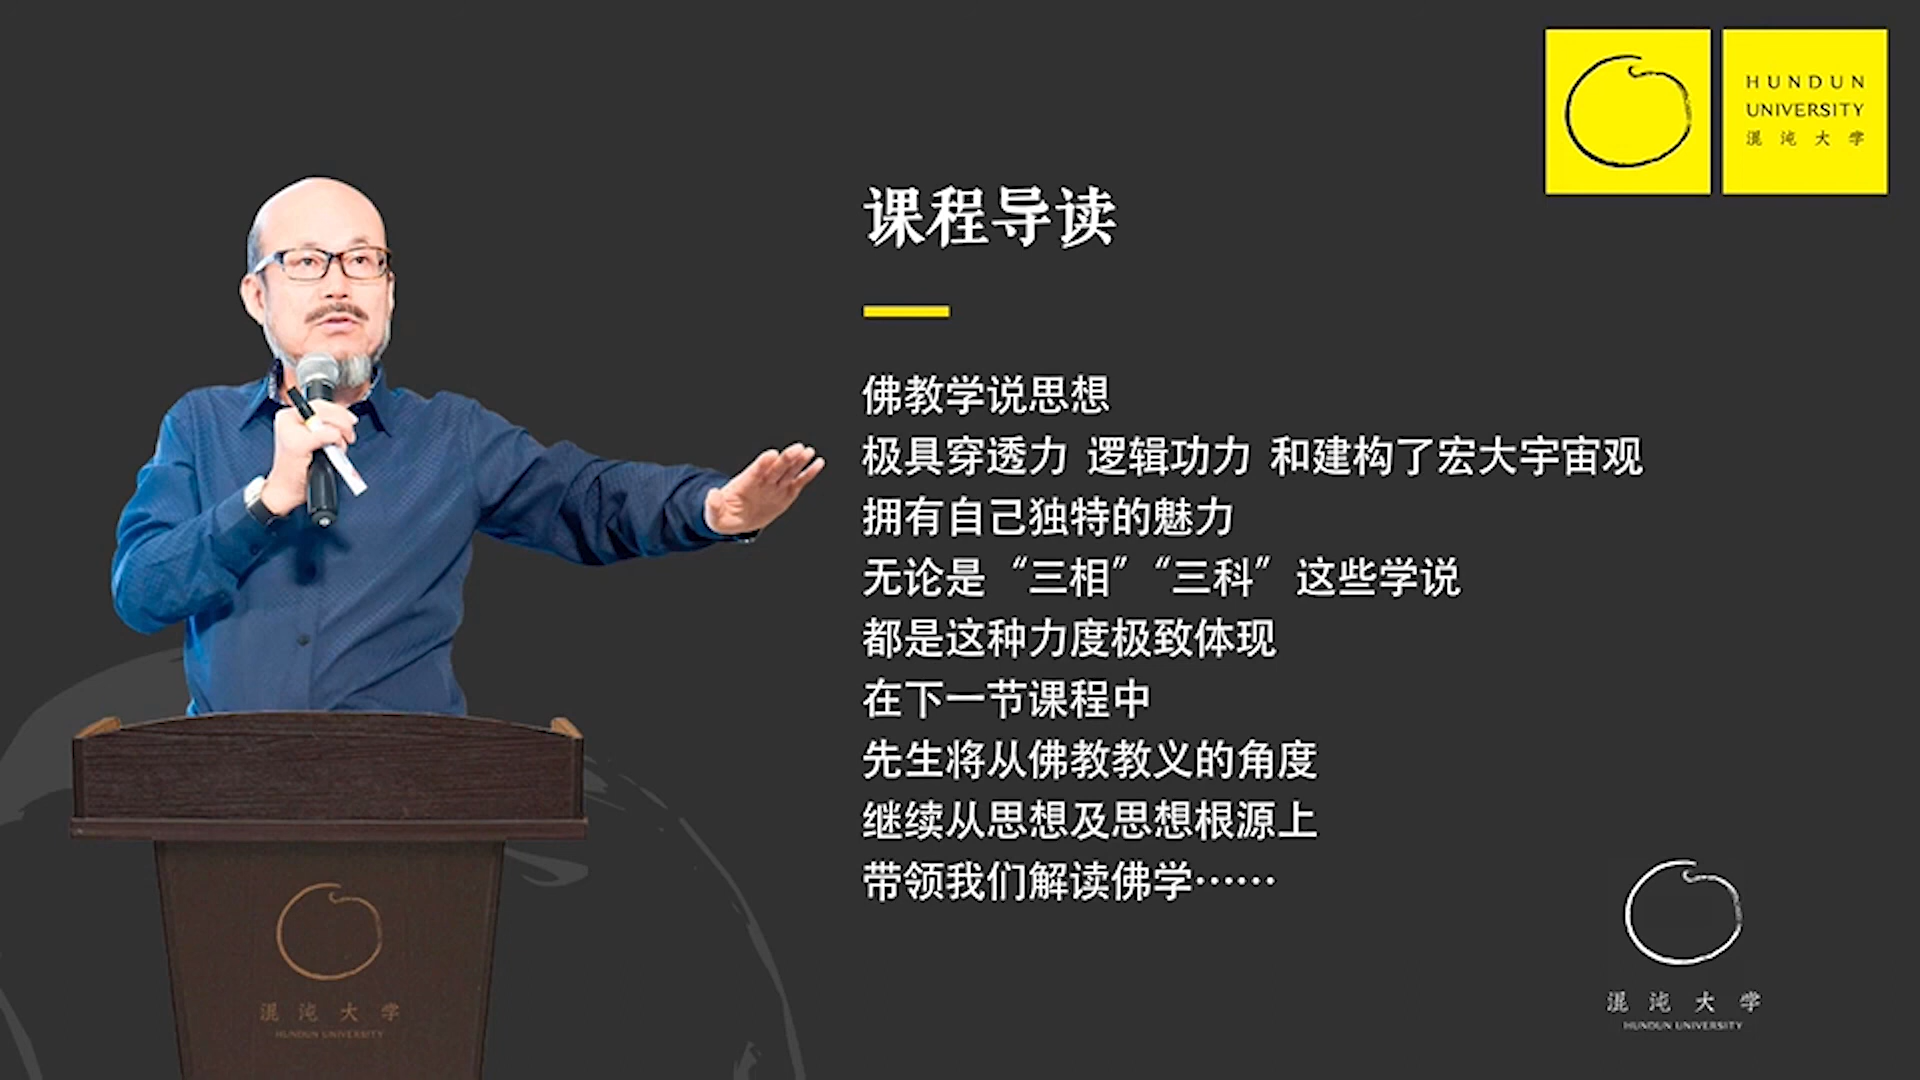 HUNDUN
UNIVERSITY
混沌大学
课程导读
佛教学说思想
极具穿透力 逻辑功力 和建构了宏大宇宙观
拥有自己独特的魅力
无论是“三相”“三科”这些学说
都是这种力度极致体现
在下一节课程中
先生将从佛教教义的角度
继续从思想及思想根源上
带领我们解读佛学……
混沌大学
HUNDUN UNIVERSITY
混沌大学
HUNDUN UNIVERSITY